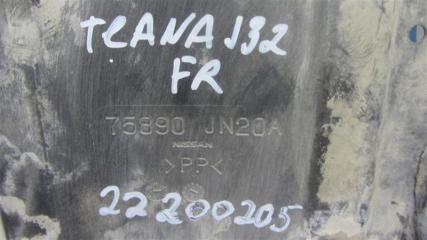 TEANA J32
FR
75890 JN20A
NISSAN
>PP<
22200205